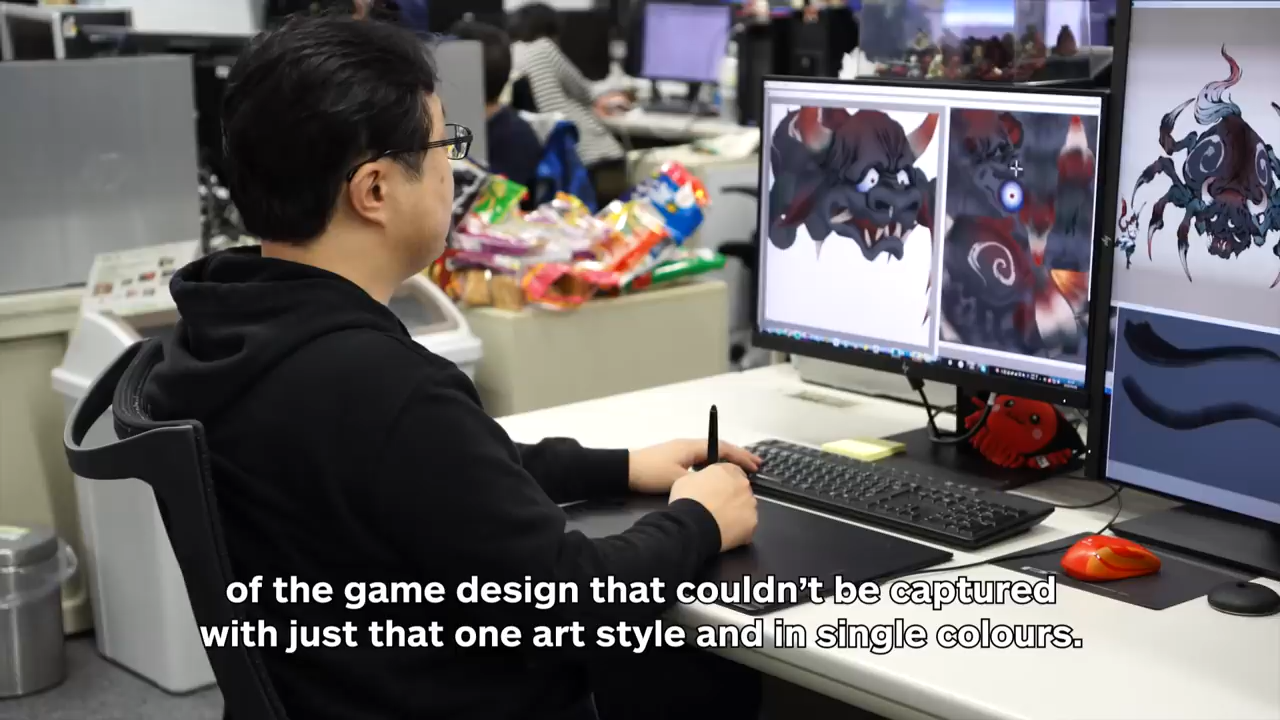 of the game design that couldn’t be captured
with just that one art style and in single colours.